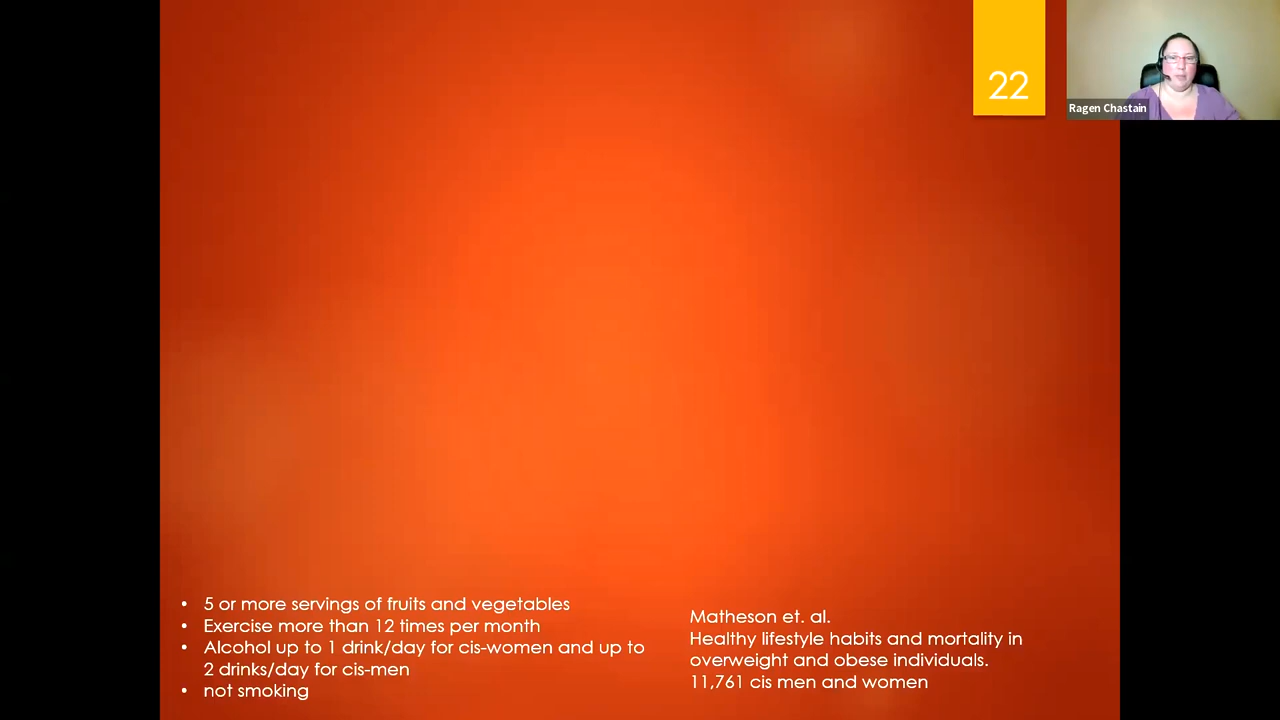 22
Ragen Chastain
• 5 or more servings of fruits and vegetables
• Exercise more than 12 times per month
• Alcohol up to 1 drink/day for cis-women and up to
2 drinks/day for cis-men
• not smoking
Matheson et. al.
Healthy lifestyle habits and mortality in
overweight and obese individuals.
11,761 cis men and women